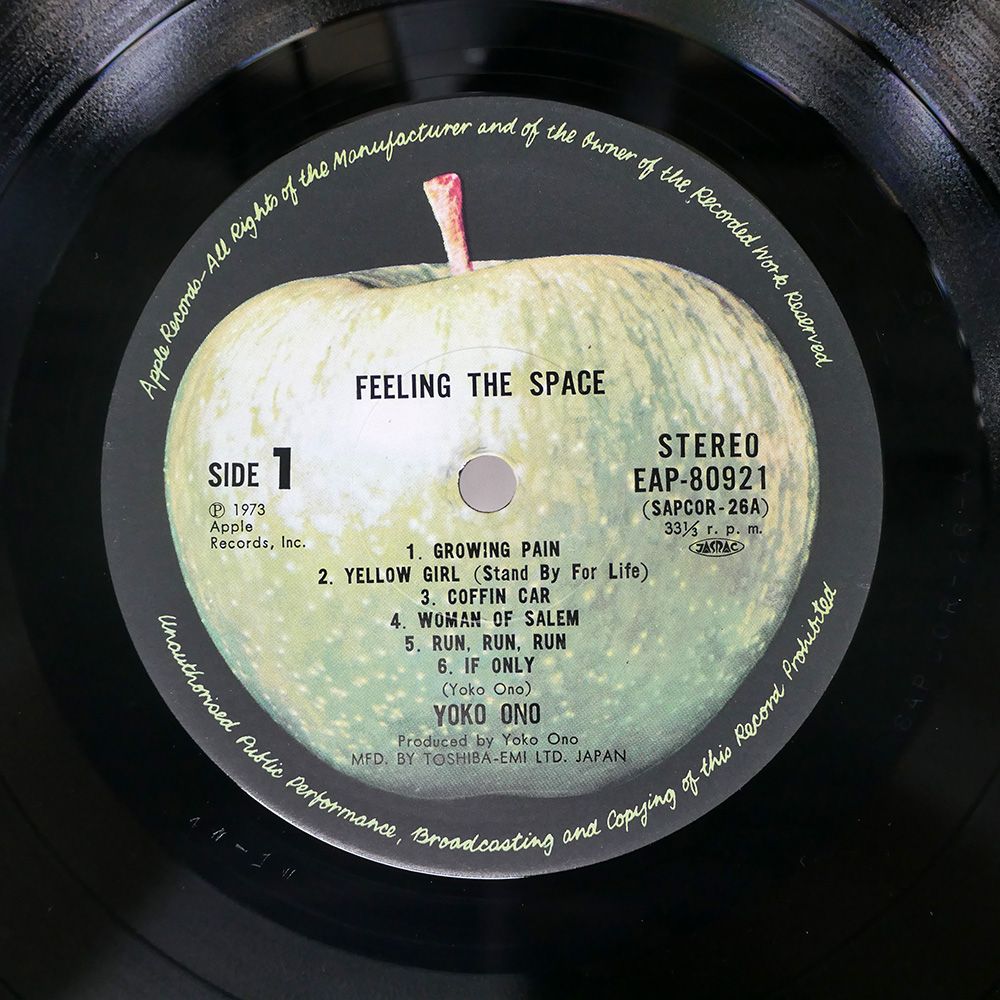 Apple Records-All Rights of the Manufacturer and of the Owner of the Recorded Work Reserved
FEELING THE SPACE
SIDE 1
STEREO
EAP-80921
(SAPCOR-26A)
33⅓ r. p. m.
JASRAC
Ⓟ 1973
Apple
Records, Inc.
1. GROWING PAIN
2. YELLOW GIRL (Stand By For Life)
3. COFFIN CAR
4. WOMAN OF SALEM
5. RUN, RUN, RUN
6. IF ONLY
(Yoko Ono)
YOKO ONO
Produced by Yoko Ono
MFD. BY TOSHIBA-EMI LTD. JAPAN
Unauthorised Public Performance, Broadcasting and Copying of this Record Prohibited